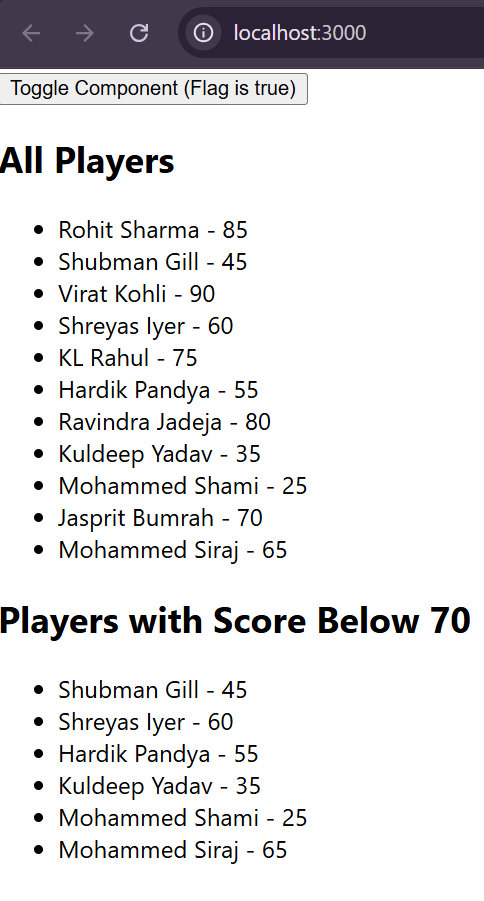 localhost:3000
Toggle Component (Flag is true)
All Players
Rohit Sharma - 85
Shubman Gill - 45
Virat Kohli - 90
Shreyas Iyer - 60
KL Rahul - 75
Hardik Pandya - 55
Ravindra Jadeja - 80
Kuldeep Yadav - 35
Mohammed Shami - 25
Jasprit Bumrah - 70
Mohammed Siraj - 65
Players with Score Below 70
Shubman Gill - 45
Shreyas Iyer - 60
Hardik Pandya - 55
Kuldeep Yadav - 35
Mohammed Shami - 25
Mohammed Siraj - 65